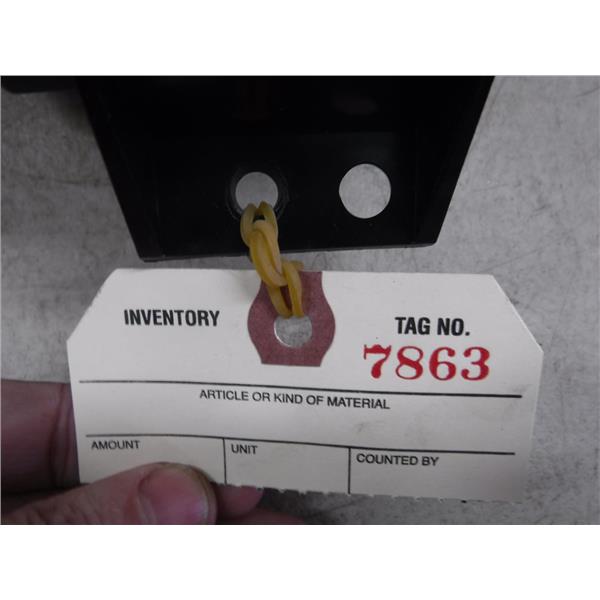 INVENTORY TAG NO.
7863
ARTICLE OR KIND OF MATERIAL
AMOUNT UNIT COUNTED BY